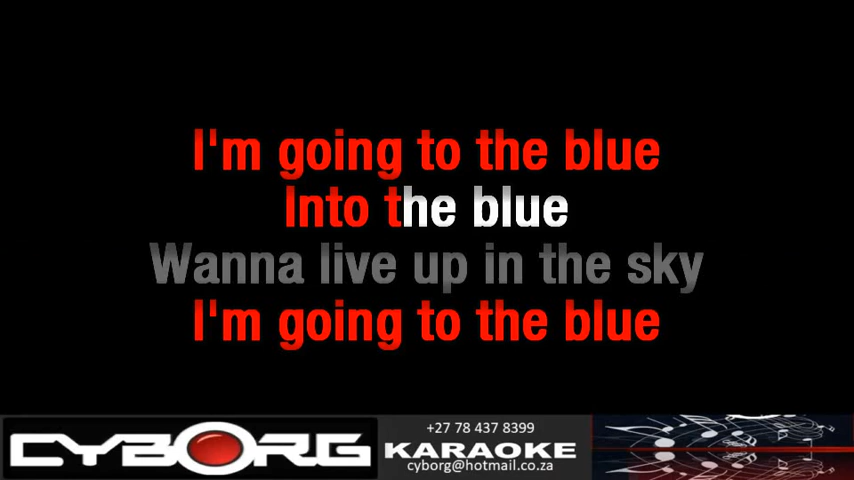 I'm going to the blue
Into the blue
Wanna live up in the sky
I'm going to the blue
CYBORG
+27 78 437 8399
KARAOKE
cyborg@hotmail.co.za